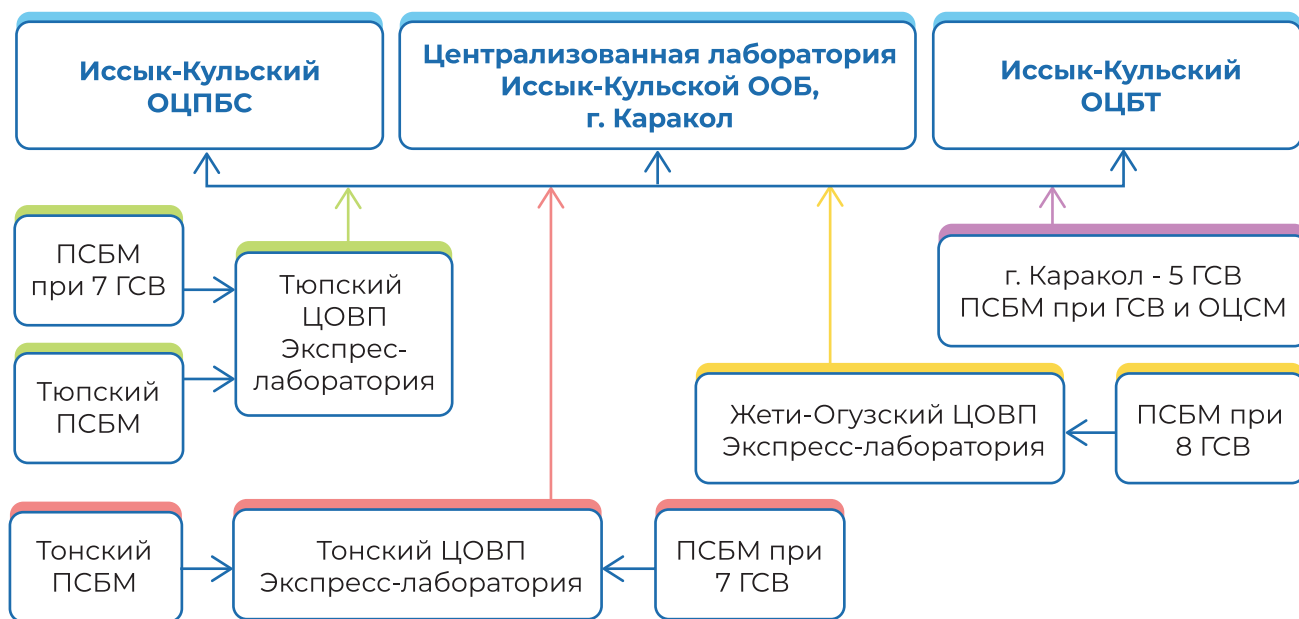 Иссык-Кульский
ОЦПБС
Централизованная лаборатория
Иссык-Кульской ООБ,
г. Каракол
Иссык-Кульский
ОЦБТ
ПСБМ
при 7 ГСВ
Тюпский
ЦОВП
Экспрес-
лаборатория
Тюпский
ПСБМ
г. Каракол - 5 ГСВ
ПСБМ при ГСВ и ОЦСМ
Жети-Огузский ЦОВП
Экспресс-лаборатория
ПСБМ при
8 ГСВ
Тонский
ПСБМ
Тонский ЦОВП
Экспресс-лаборатория
ПСБМ при
7 ГСВ